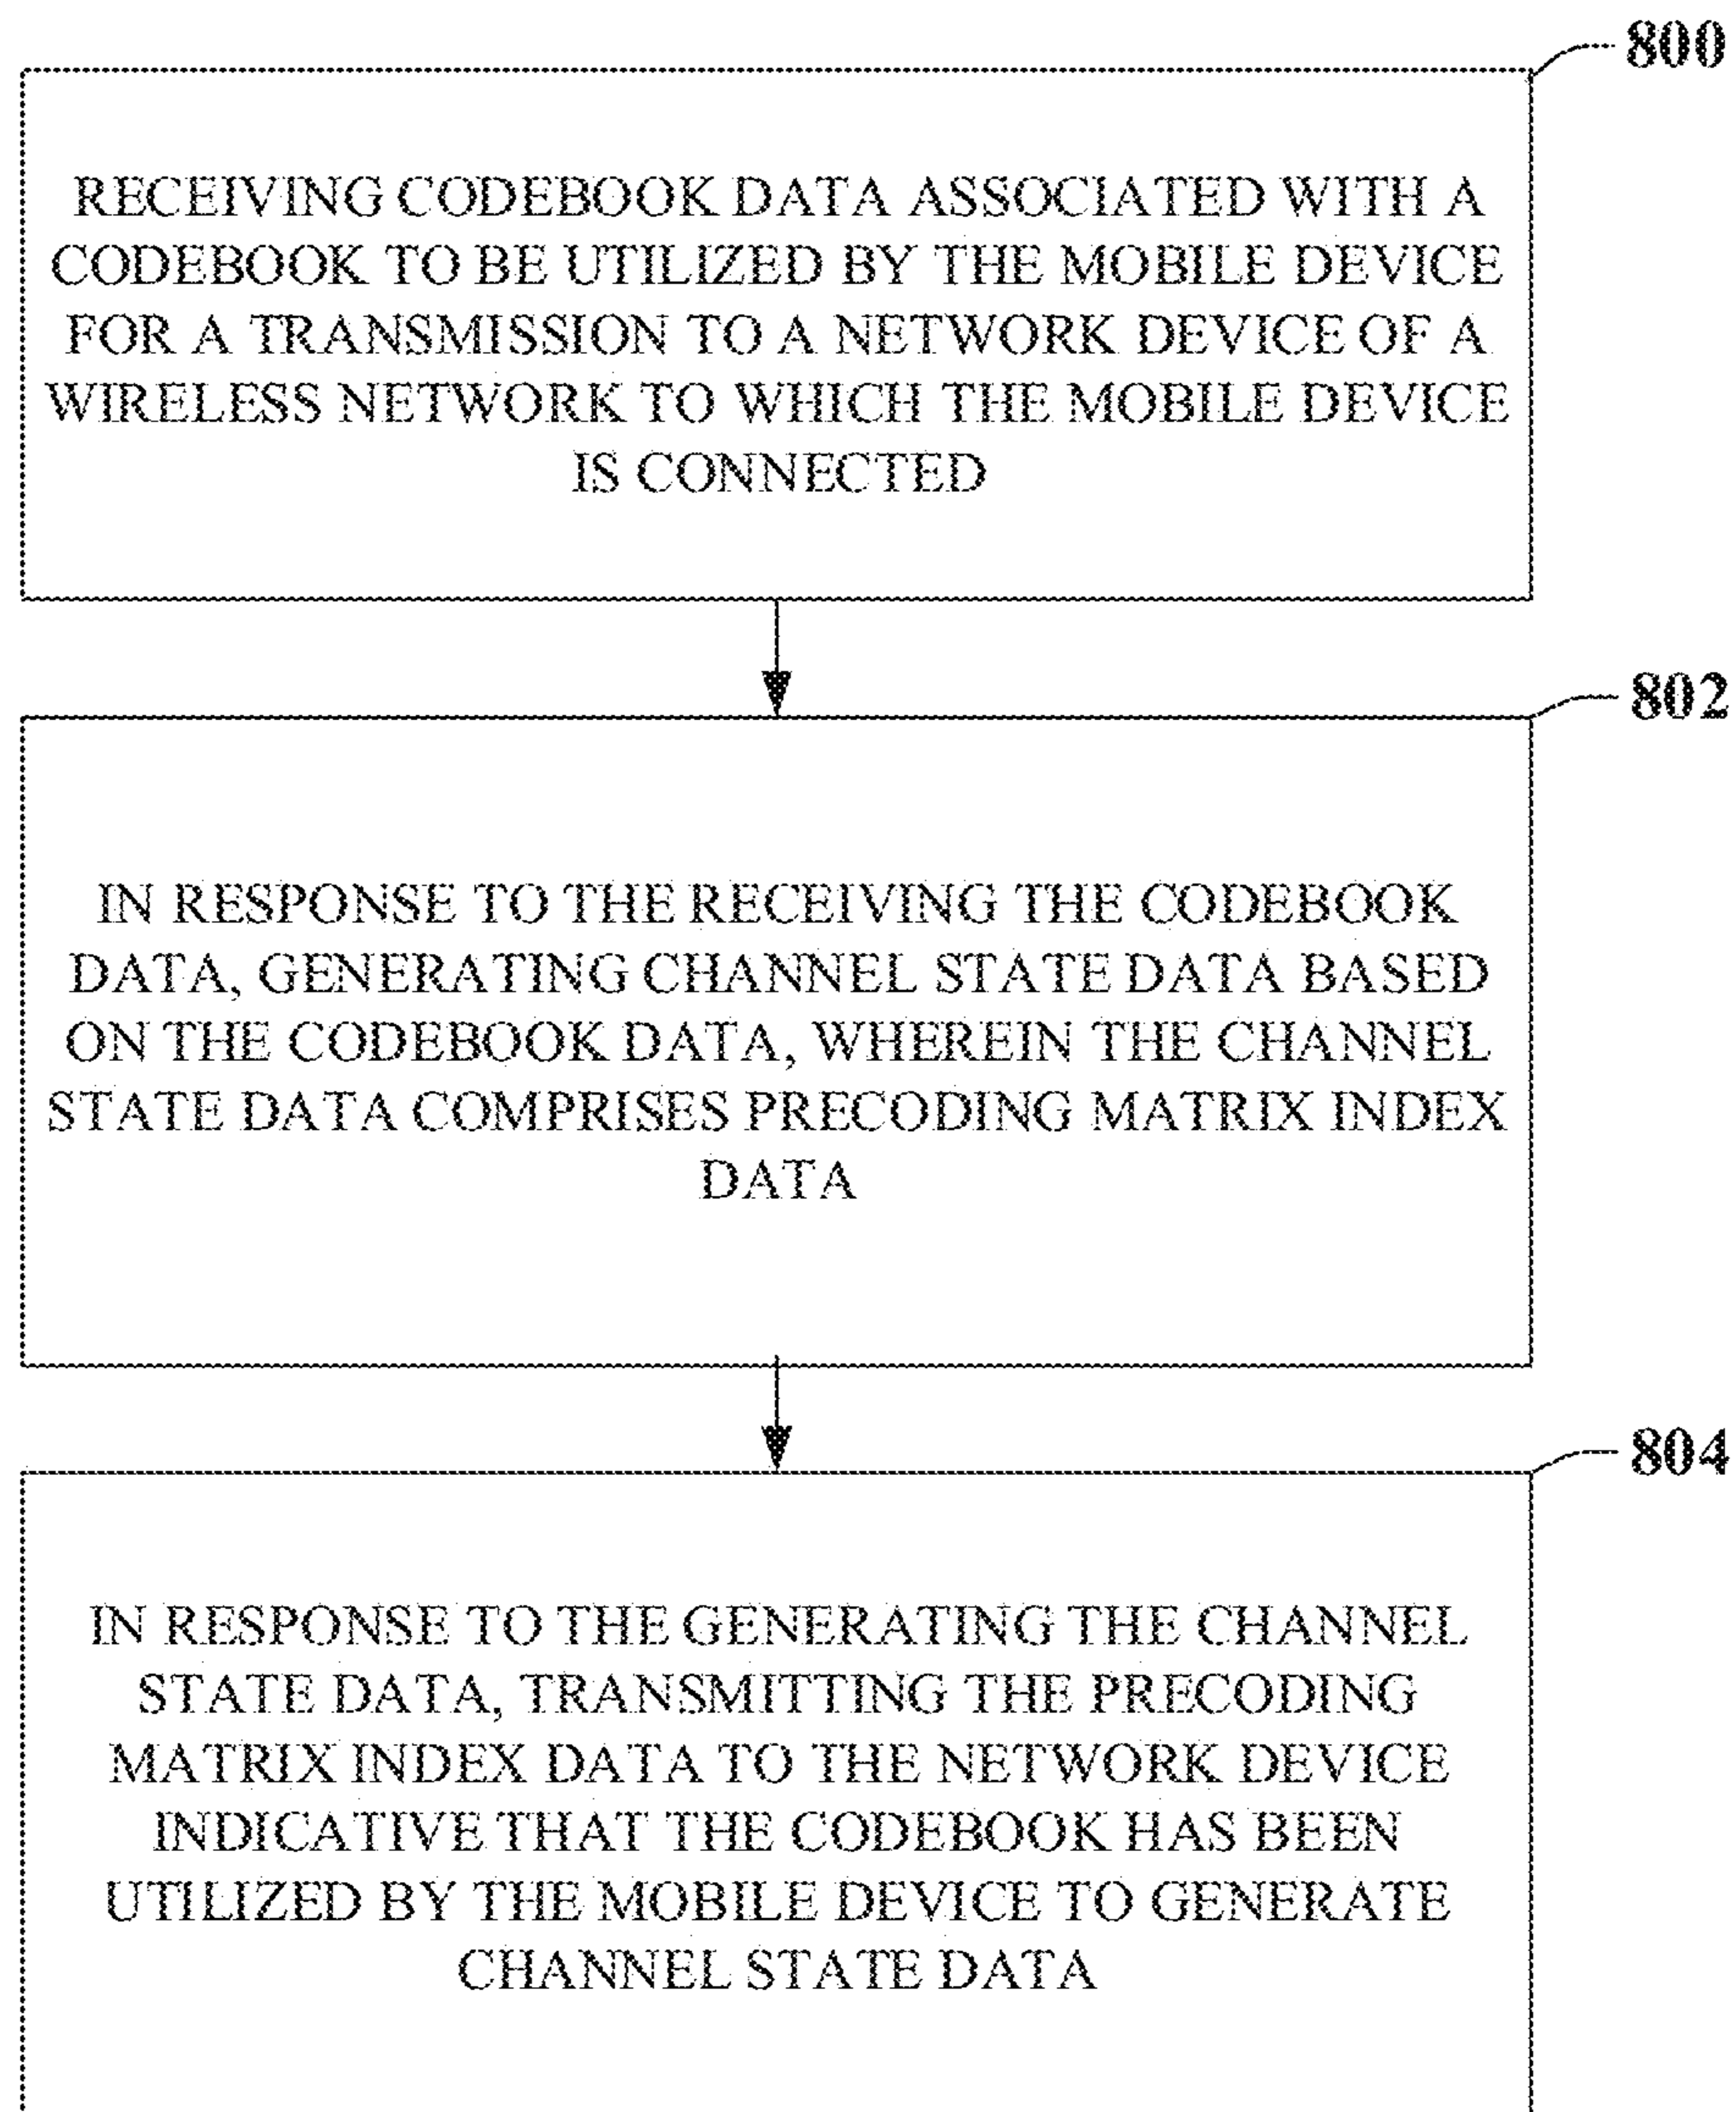 800
RECEIVING CODEBOOK DATA ASSOCIATED WITH A
CODEBOOK TO BE UTILIZED BY THE MOBILE DEVICE
FOR A TRANSMISSION TO A NETWORK DEVICE OF A
WIRELESS NETWORK TO WHICH THE MOBILE DEVICE
IS CONNECTED
802
IN RESPONSE TO THE RECEIVING THE CODEBOOK
DATA, GENERATING CHANNEL STATE DATA BASED
ON THE CODEBOOK DATA, WHEREIN THE CHANNEL
STATE DATA COMPRISES PRECODING MATRIX INDEX
DATA
804
IN RESPONSE TO THE GENERATING THE CHANNEL
STATE DATA, TRANSMITTING THE PRECODING
MATRIX INDEX DATA TO THE NETWORK DEVICE
INDICATIVE THAT THE CODEBOOK HAS BEEN
UTILIZED BY THE MOBILE DEVICE TO GENERATE
CHANNEL STATE DATA